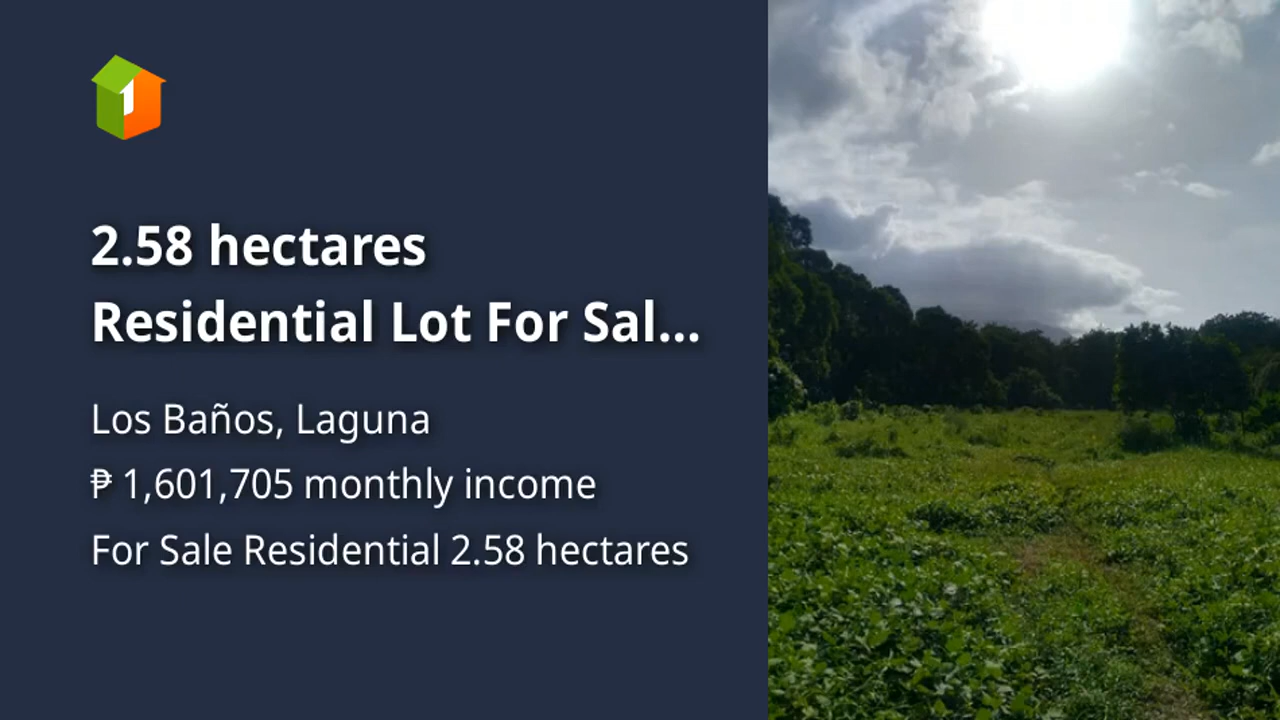 2.58 hectares
Residential Lot For Sal...
Los Baños, Laguna
₱ 1,601,705 monthly income
For Sale Residential 2.58 hectares